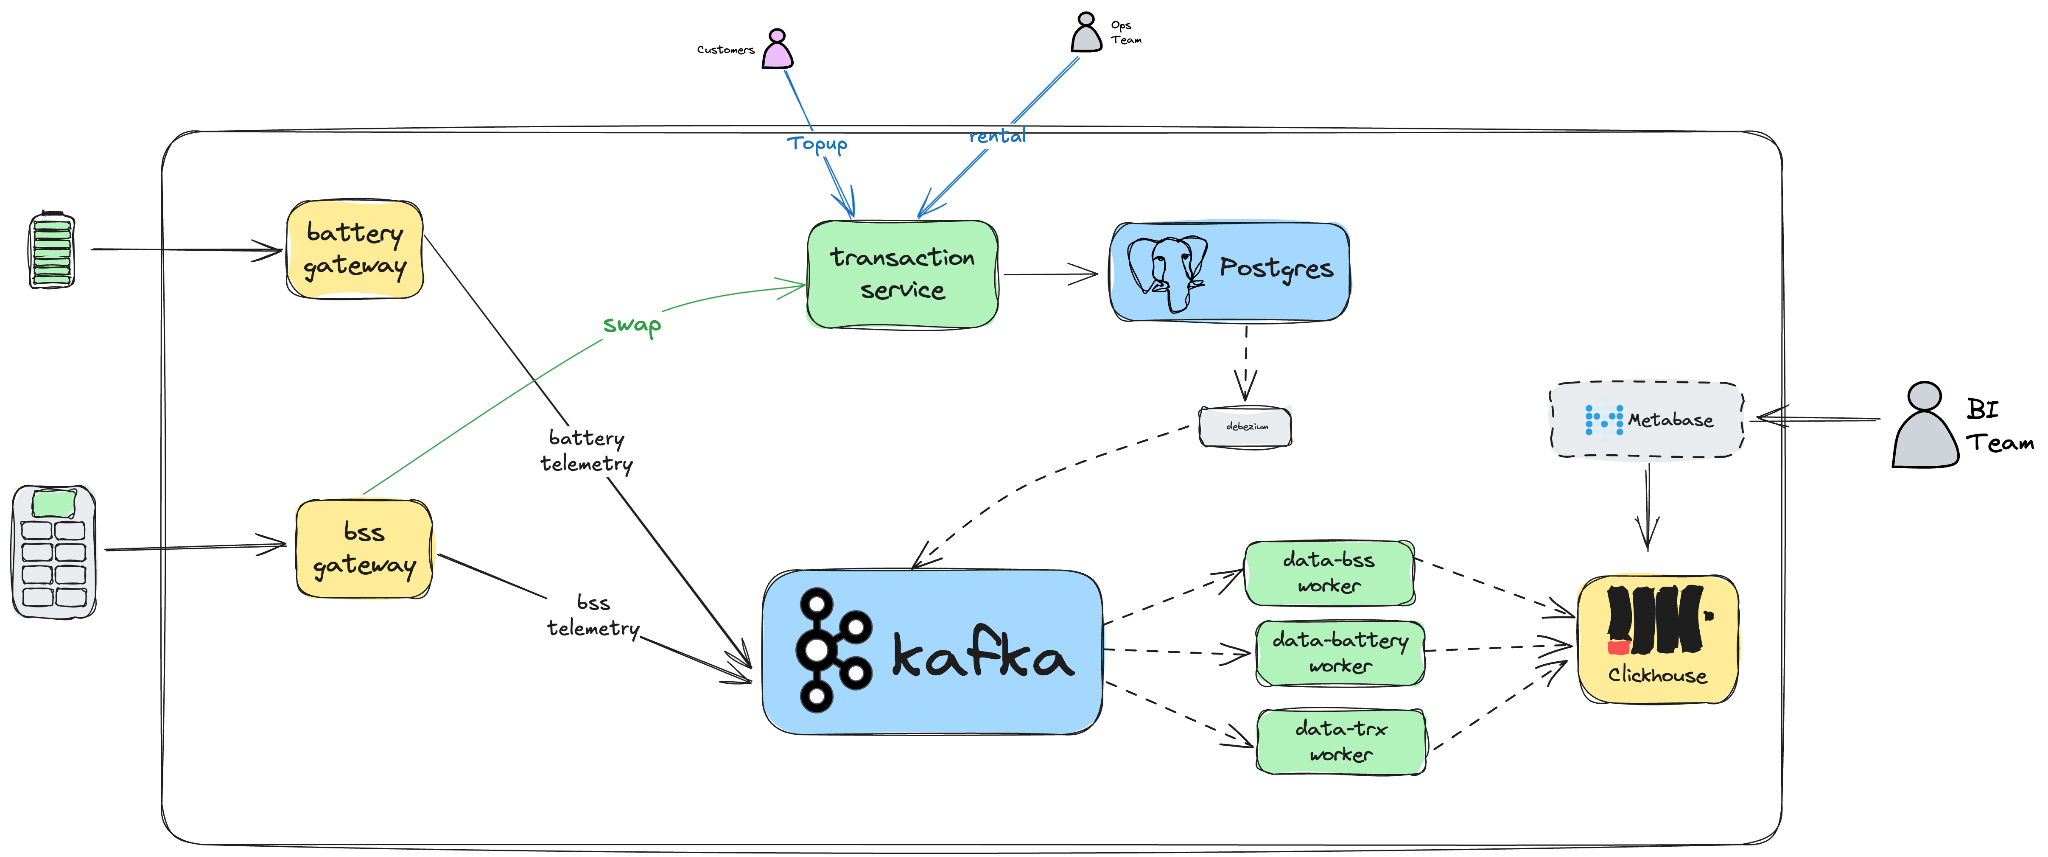 Customers
Ops
Team
Topup
rental
battery
gateway
transaction
service
Postgres
swap
debezium
Metabase
BI
Team
battery
telemetry
bss
gateway
bss
telemetry
kafka
data-bss
worker
data-battery
worker
data-trx
worker
Clickhouse